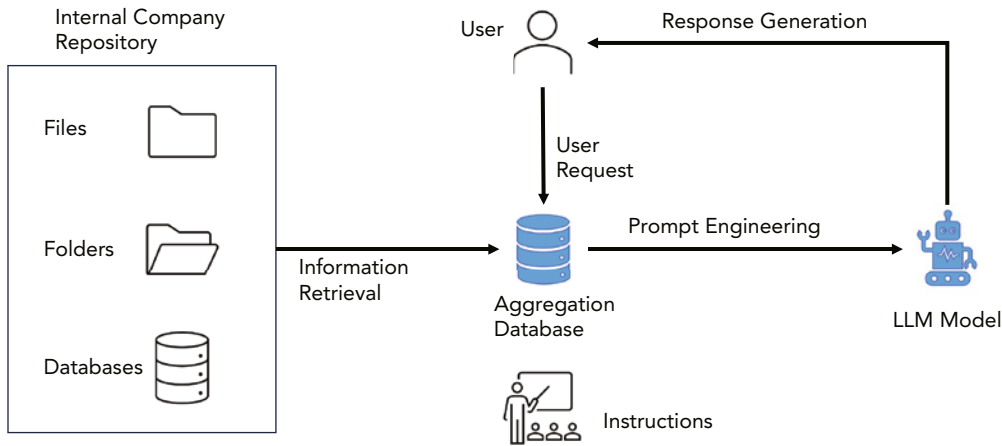 Internal Company
Repository
Files
Folders
Databases
Information
Retrieval
User
User
Request
Aggregation
Database
Instructions
Prompt Engineering
LLM Model
Response Generation